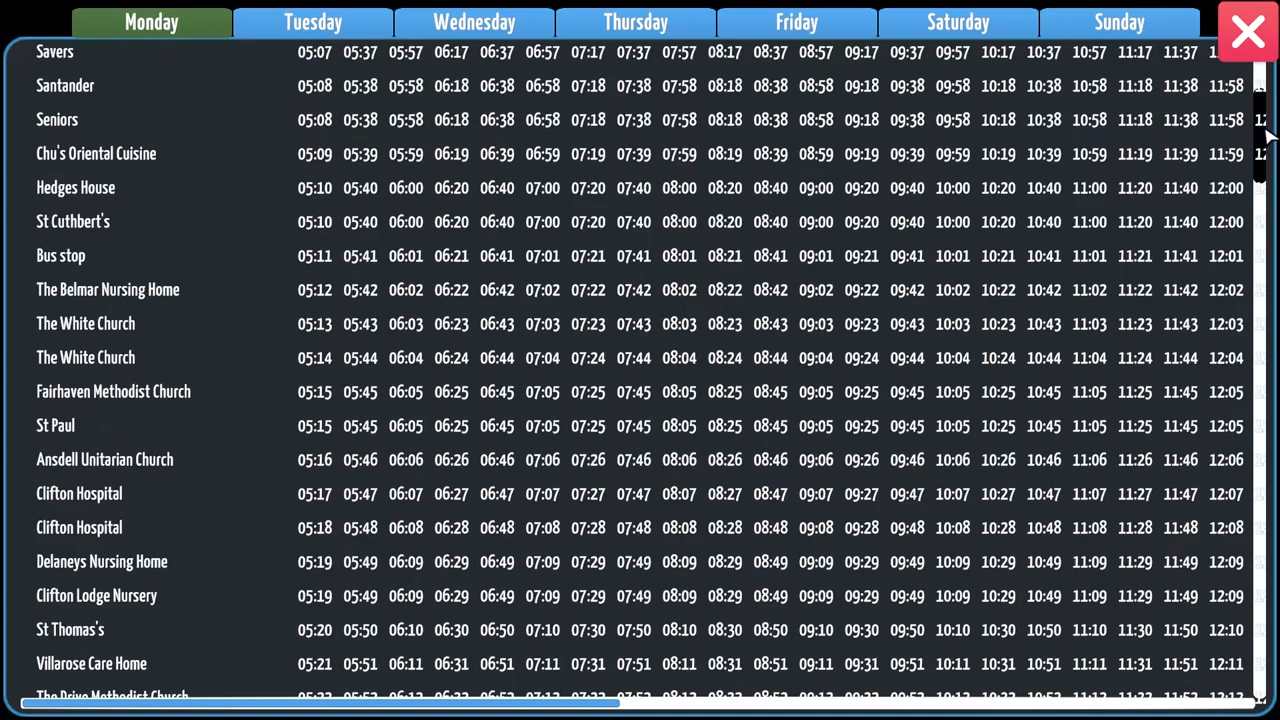 Monday Tuesday Wednesday Thursday Friday Saturday Sunday
Savers 05:07 05:37 05:57 06:17 06:37 06:57 07:17 07:37 07:57 08:17 08:37 08:57 09:17 09:37 09:57 10:17 10:37 10:57 11:17 11:37
Santander 05:08 05:38 05:58 06:18 06:38 06:58 07:18 07:38 07:58 08:18 08:38 08:58 09:18 09:38 09:58 10:18 10:38 10:58 11:18 11:38 11:58
Seniors 05:08 05:38 05:58 06:18 06:38 06:58 07:18 07:38 07:58 08:18 08:38 08:58 09:18 09:38 09:58 10:18 10:38 10:58 11:18 11:38 11:58 12
Chu's Oriental Cuisine 05:09 05:39 05:59 06:19 06:39 06:59 07:19 07:39 07:59 08:19 08:39 08:59 09:19 09:39 09:59 10:19 10:39 10:59 11:19 11:39 11:59 12
Hedges House 05:10 05:40 06:00 06:20 06:40 07:00 07:20 07:40 08:00 08:20 08:40 09:00 09:20 09:40 10:00 10:20 10:40 11:00 11:20 11:40 12:00
St Cuthbert's 05:10 05:40 06:00 06:20 06:40 07:00 07:20 07:40 08:00 08:20 08:40 09:00 09:20 09:40 10:00 10:20 10:40 11:00 11:20 11:40 12:00
Bus stop 05:11 05:41 06:01 06:21 06:41 07:01 07:21 07:41 08:01 08:21 08:41 09:01 09:21 09:41 10:01 10:21 10:41 11:01 11:21 11:41 12:01
The Belmar Nursing Home 05:12 05:42 06:02 06:22 06:42 07:02 07:22 07:42 08:02 08:22 08:42 09:02 09:22 09:42 10:02 10:22 10:42 11:02 11:22 11:42 12:02
The White Church 05:13 05:43 06:03 06:23 06:43 07:03 07:23 07:43 08:03 08:23 08:43 09:03 09:23 09:43 10:03 10:23 10:43 11:03 11:23 11:43 12:03
The White Church 05:14 05:44 06:04 06:24 06:44 07:04 07:24 07:44 08:04 08:24 08:44 09:04 09:24 09:44 10:04 10:24 10:44 11:04 11:24 11:44 12:04
Fairhaven Methodist Church 05:15 05:45 06:05 06:25 06:45 07:05 07:25 07:45 08:05 08:25 08:45 09:05 09:25 09:45 10:05 10:25 10:45 11:05 11:25 11:45 12:05
St Paul 05:15 05:45 06:05 06:25 06:45 07:05 07:25 07:45 08:05 08:25 08:45 09:05 09:25 09:45 10:05 10:25 10:45 11:05 11:25 11:45 12:05
Ansdell Unitarian Church 05:16 05:46 06:06 06:26 06:46 07:06 07:26 07:46 08:06 08:26 08:46 09:06 09:26 09:46 10:06 10:26 10:46 11:06 11:26 11:46 12:06
Clifton Hospital 05:17 05:47 06:07 06:27 06:47 07:07 07:27 07:47 08:07 08:27 08:47 09:07 09:27 09:47 10:07 10:27 10:47 11:07 11:27 11:47 12:07
Clifton Hospital 05:18 05:48 06:08 06:28 06:48 07:08 07:28 07:48 08:08 08:28 08:48 09:08 09:28 09:48 10:08 10:28 10:48 11:08 11:28 11:48 12:08
Delaneys Nursing Home 05:19 05:49 06:09 06:29 06:49 07:09 07:29 07:49 08:09 08:29 08:49 09:09 09:29 09:49 10:09 10:29 10:49 11:09 11:29 11:49 12:09
Clifton Lodge Nursery 05:19 05:49 06:09 06:29 06:49 07:09 07:29 07:49 08:09 08:29 08:49 09:09 09:29 09:49 10:09 10:29 10:49 11:09 11:29 11:49 12:09
St Thomas's 05:20 05:50 06:10 06:30 06:50 07:10 07:30 07:50 08:10 08:30 08:50 09:10 09:30 09:50 10:10 10:30 10:50 11:10 11:30 11:50 12:10
Villarose Care Home 05:21 05:51 06:11 06:31 06:51 07:11 07:31 07:51 08:11 08:31 08:51 09:11 09:31 09:51 10:11 10:31 10:51 11:11 11:31 11:51 12:11
The Drive Methodist Church